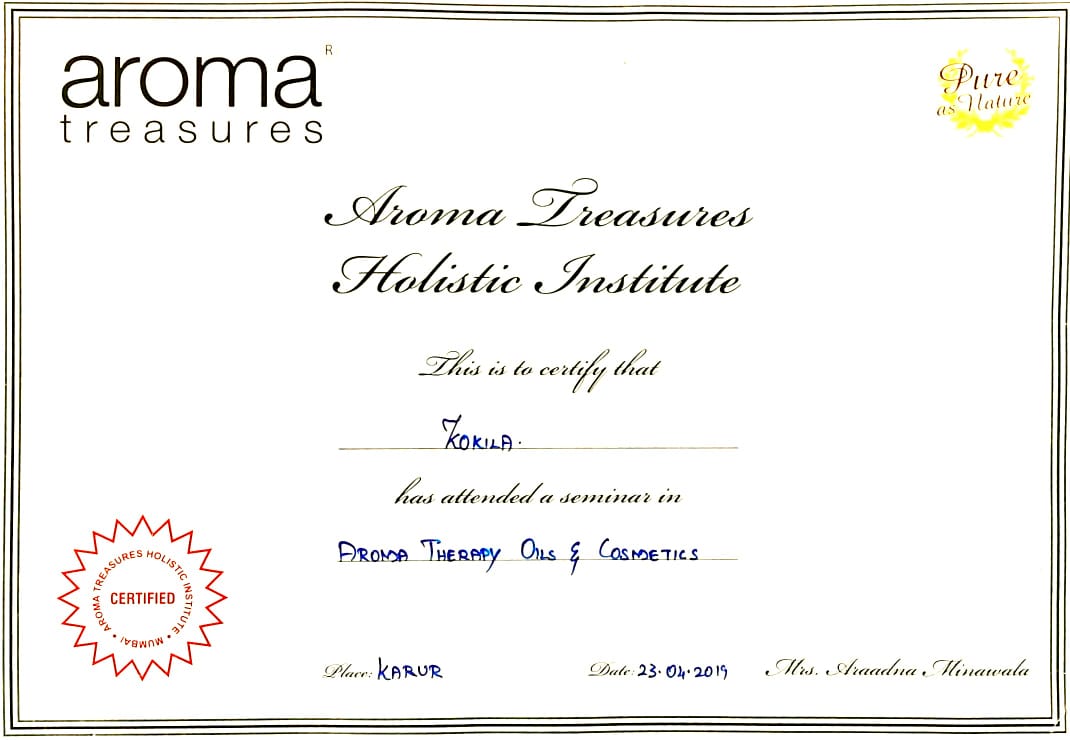 aroma®
treasures
Pure
as Nature
Aroma Treasures
Holistic Institute
This is to certify that
KOKILA.
has attended a seminar in
AROMA THERAPY OILS & COSMETICS
AROMA TREASURES HOLISTIC INSTITUTE • MUMBAI •
CERTIFIED
Place: KARUR
Date: 23.04.2019
Mrs. Araadna Minawala